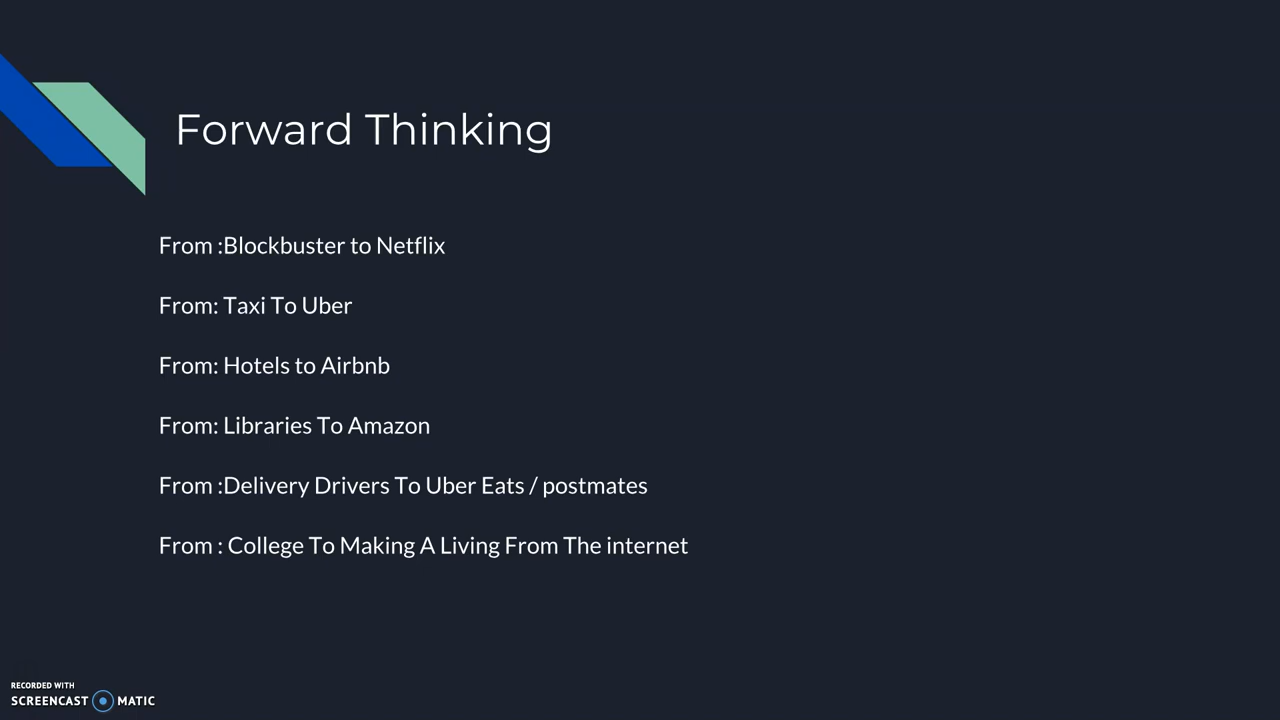 Forward Thinking
From :Blockbuster to Netflix
From: Taxi To Uber
From: Hotels to Airbnb
From: Libraries To Amazon
From :Delivery Drivers To Uber Eats / postmates
From : College To Making A Living From The internet
RECORDED WITH
SCREENCAST MATIC